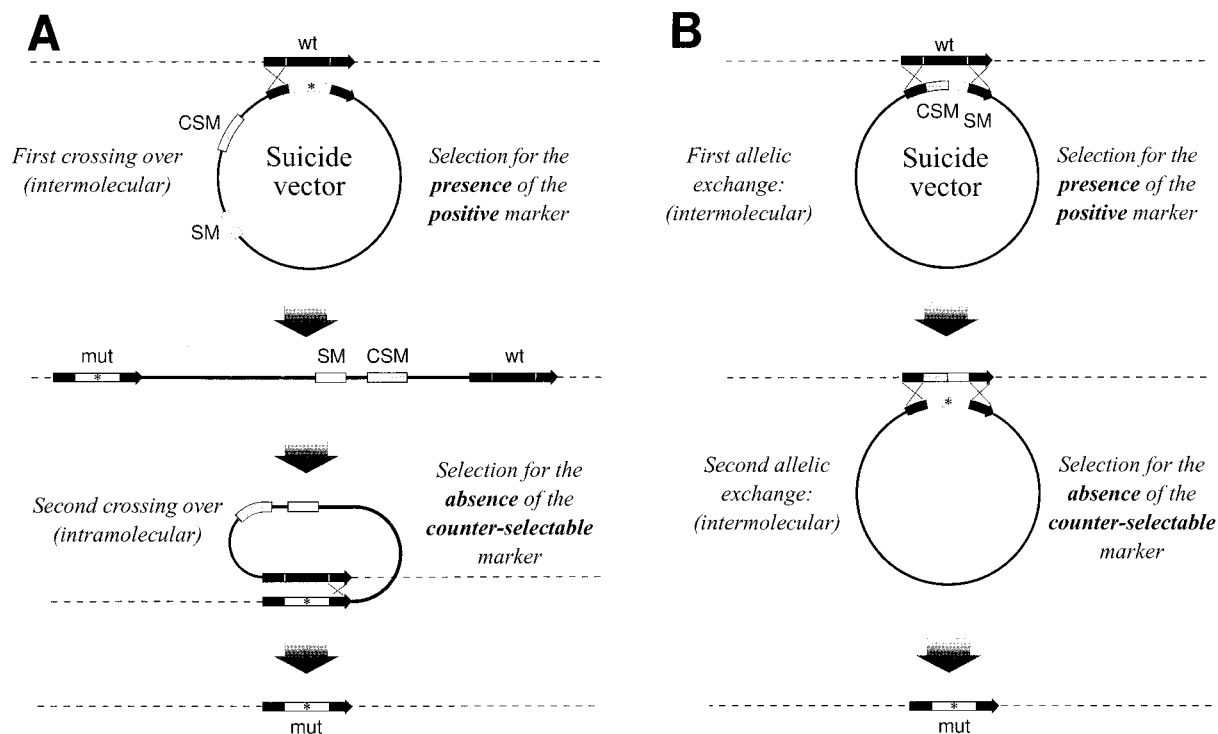 A
wt
*
CSM
First crossing over
(intermolecular)
Suicide
vector
Selection for the
presence of the
positive marker
SM
mut
SM
CSM
wt
*
Second crossing over
(intramolecular)
Selection for the
absence of the
counter-selectable
marker
*
*
mut
B
wt
CSM
SM
First allelic
exchange:
(intermolecular)
Suicide
vector
Selection for the
presence of the
positive marker
*
Second allelic
exchange:
(intermolecular)
Selection for the
absence of the
counter-selectable
marker
*
mut